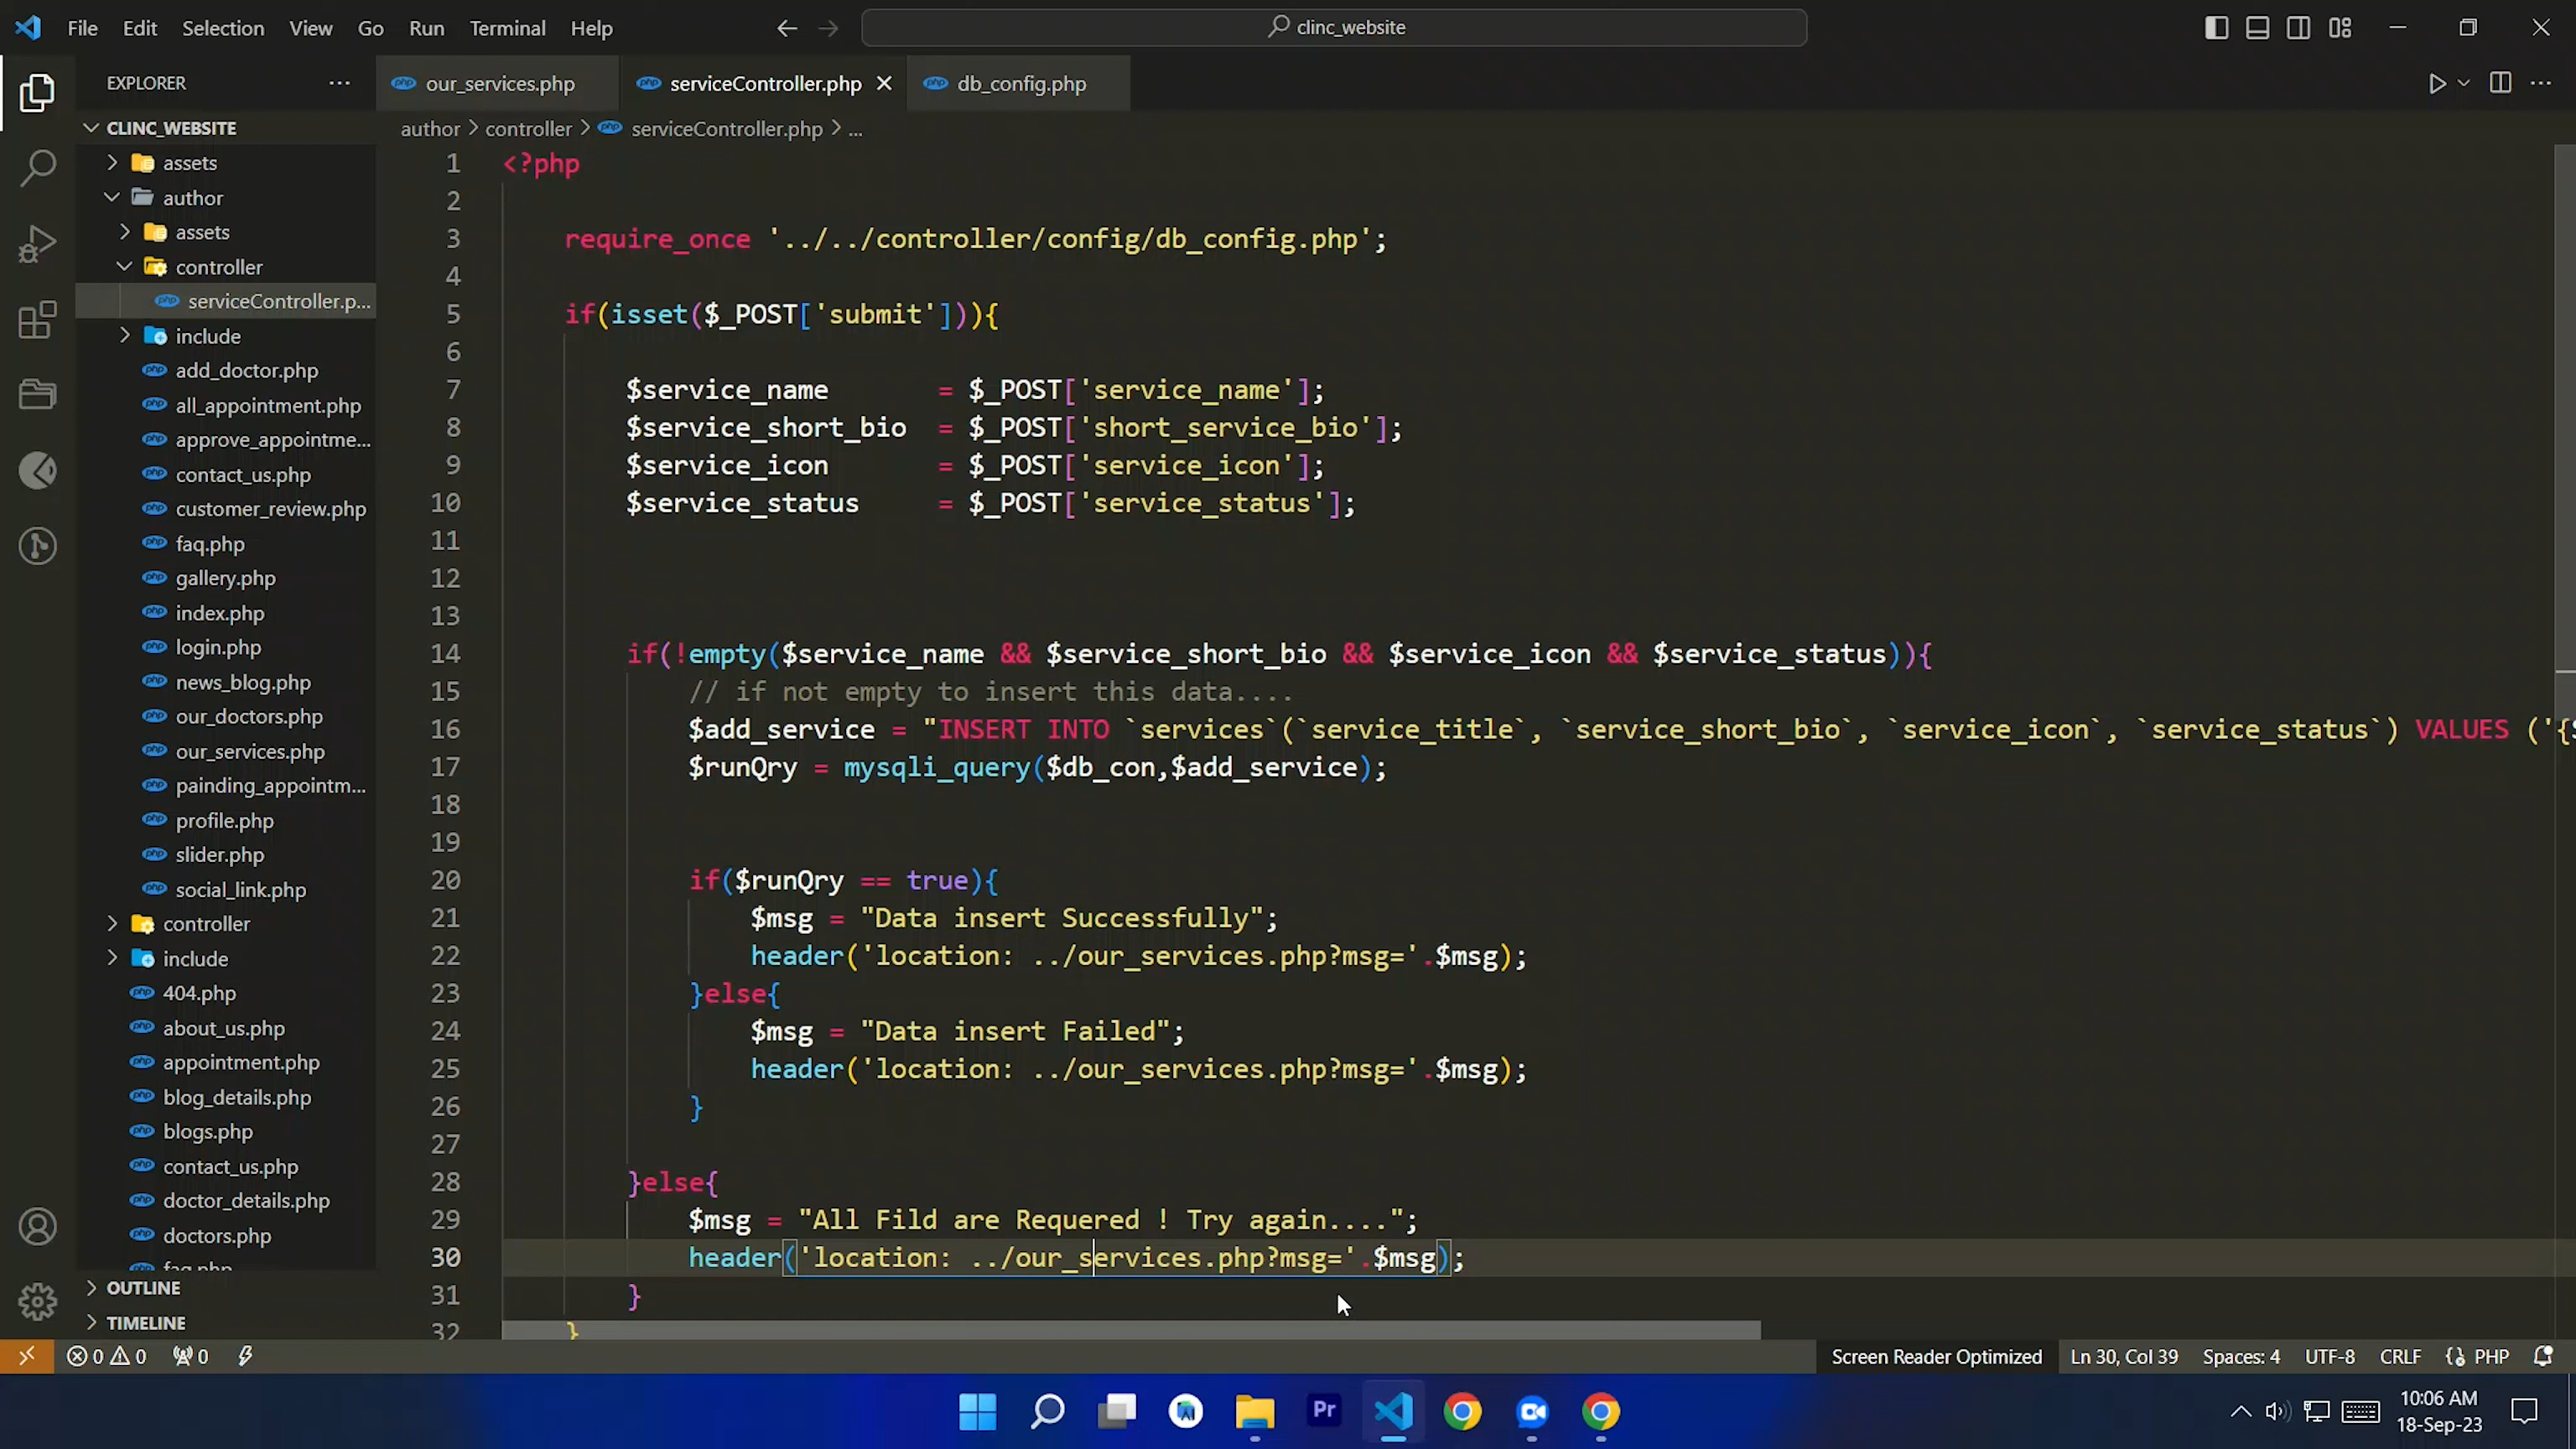 File Edit Selection View Go Run Terminal Help
clinc_website
EXPLORER
our_services.php
serviceController.php
db_config.php
CLINC_WEBSITE
author > controller > serviceController.php > ...
assets
author
assets
controller
serviceController.p...
include
add_doctor.php
all_appointment.php
approve_appointme...
contact_us.php
customer_review.php
faq.php
gallery.php
index.php
login.php
news_blog.php
our_doctors.php
our_services.php
painding_appointm...
profile.php
slider.php
social_link.php
controller
include
404.php
about_us.php
appointment.php
blog_details.php
blogs.php
contact_us.php
doctor_details.php
doctors.php
faq.php
OUTLINE
TIMELINE
1 <?php
2
3 require_once '../../controller/config/db_config.php';
4
5 if(isset($_POST['submit'])){
6
7 $service_name = $_POST['service_name'];
8 $service_short_bio = $_POST['short_service_bio'];
9 $service_icon = $_POST['service_icon'];
10 $service_status = $_POST['service_status'];
11
12
13
14 if(!empty($service_name && $service_short_bio && $service_icon && $service_status)){
15 // if not empty to insert this data....
16 $add_service = "INSERT INTO `services`(`service_title`, `service_short_bio`, `service_icon`, `service_status`) VALUES ('{$
17 $runQry = mysqli_query($db_con,$add_service);
18
19
20 if($runQry == true){
21 $msg = "Data insert Successfully";
22 header('location: ../our_services.php?msg='.$msg);
23 }else{
24 $msg = "Data insert Failed";
25 header('location: ../our_services.php?msg='.$msg);
26 }
27
28 }else{
29 $msg = "All Fild are Requered ! Try again....";
30 header('location: ../our_services.php?msg='.$msg);
31 }
32 }
0 0 0
Screen Reader Optimized Ln 30, Col 39 Spaces: 4 UTF-8 CRLF PHP
Pr
10:06 AM
18-Sep-23